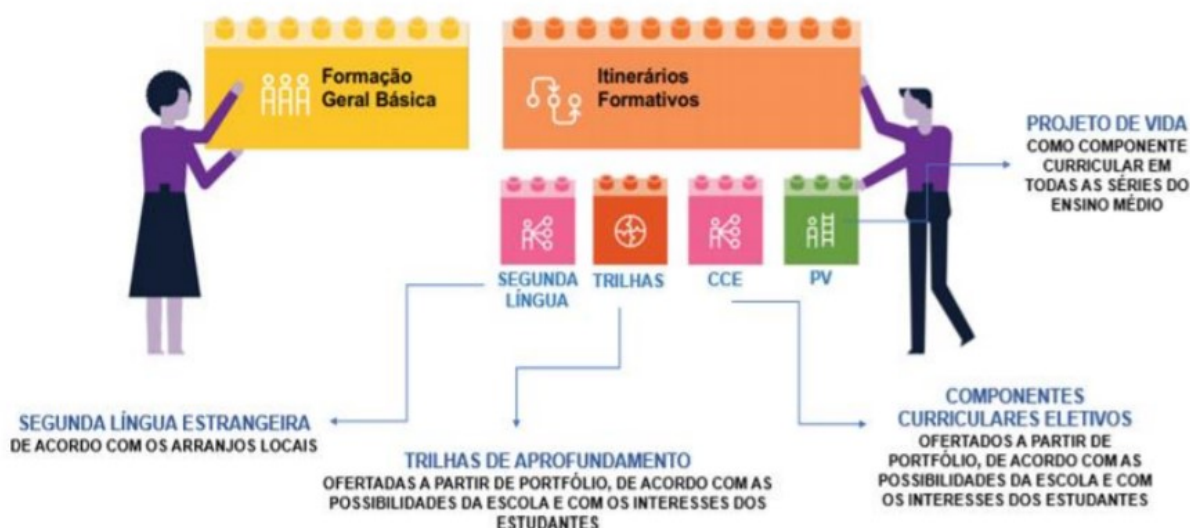 Formação
Geral Básica
Itinerários
Formativos
PROJETO DE VIDA
COMO COMPONENTE
CURRICULAR EM
TODAS AS SÉRIES DO
ENSINO MÉDIO
SEGUNDA
LÍNGUA
TRILHAS
CCE
PV
SEGUNDA LÍNGUA ESTRANGEIRA
DE ACORDO COM OS ARRANJOS LOCAIS
TRILHAS DE APROFUNDAMENTO
OFERTADAS A PARTIR DE PORTFÓLIO, DE ACORDO COM AS
POSSIBILIDADES DA ESCOLA E COM OS INTERESSES DOS
ESTUDANTES
COMPONENTES
CURRICULARES ELETIVOS
OFERTADOS A PARTIR DE
PORTFÓLIO, DE ACORDO COM AS
POSSIBILIDADES DA ESCOLA E COM
OS INTERESSES DOS ESTUDANTES